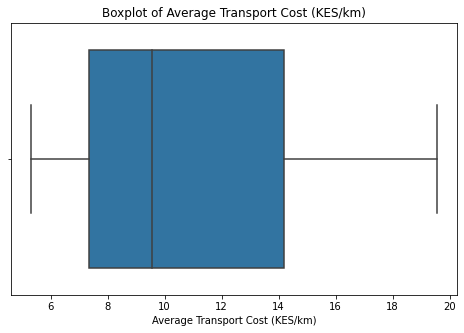 Boxplot of Average Transport Cost (KES/km)
6 8 10 12 14 16 18 20
Average Transport Cost (KES/km)